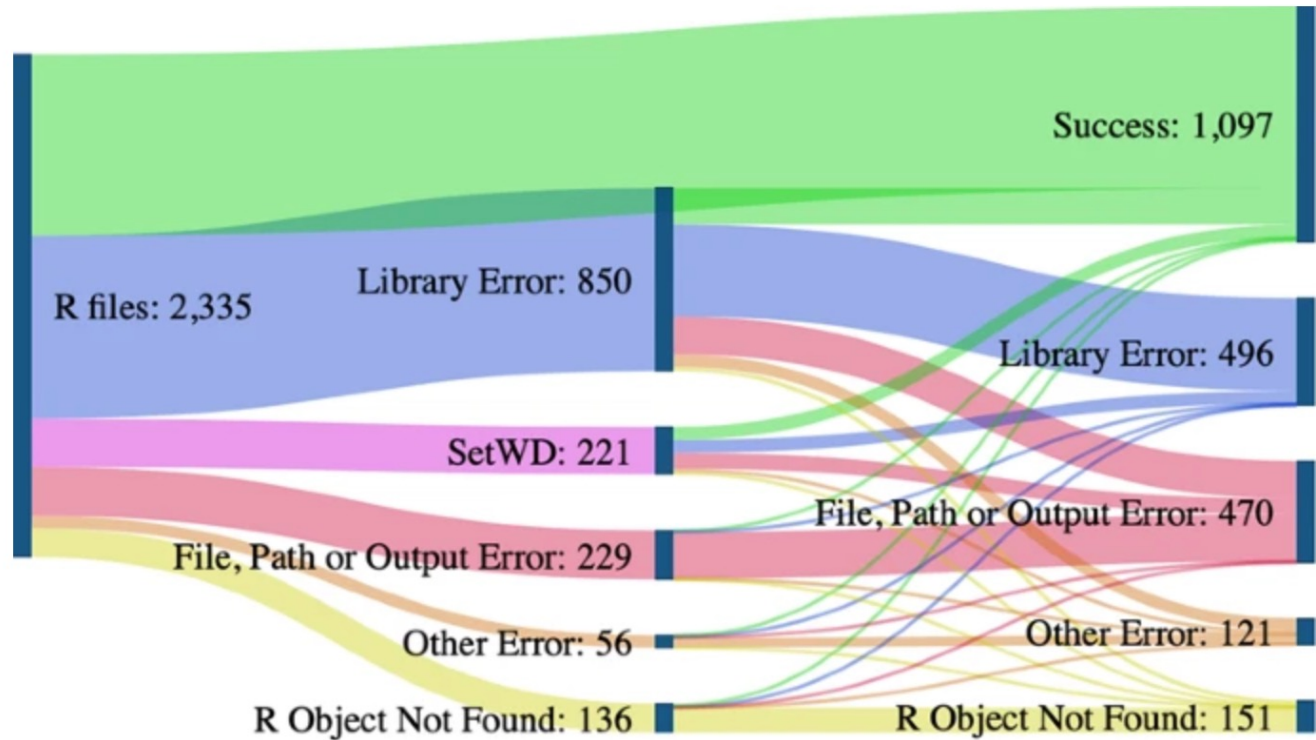 Success: 1,097
Library Error: 850
R files: 2,335
Library Error: 496
SetWD: 221
File, Path or Output Error: 470
File, Path or Output Error: 229
Other Error: 121
Other Error: 56
R Object Not Found: 136
R Object Not Found: 151